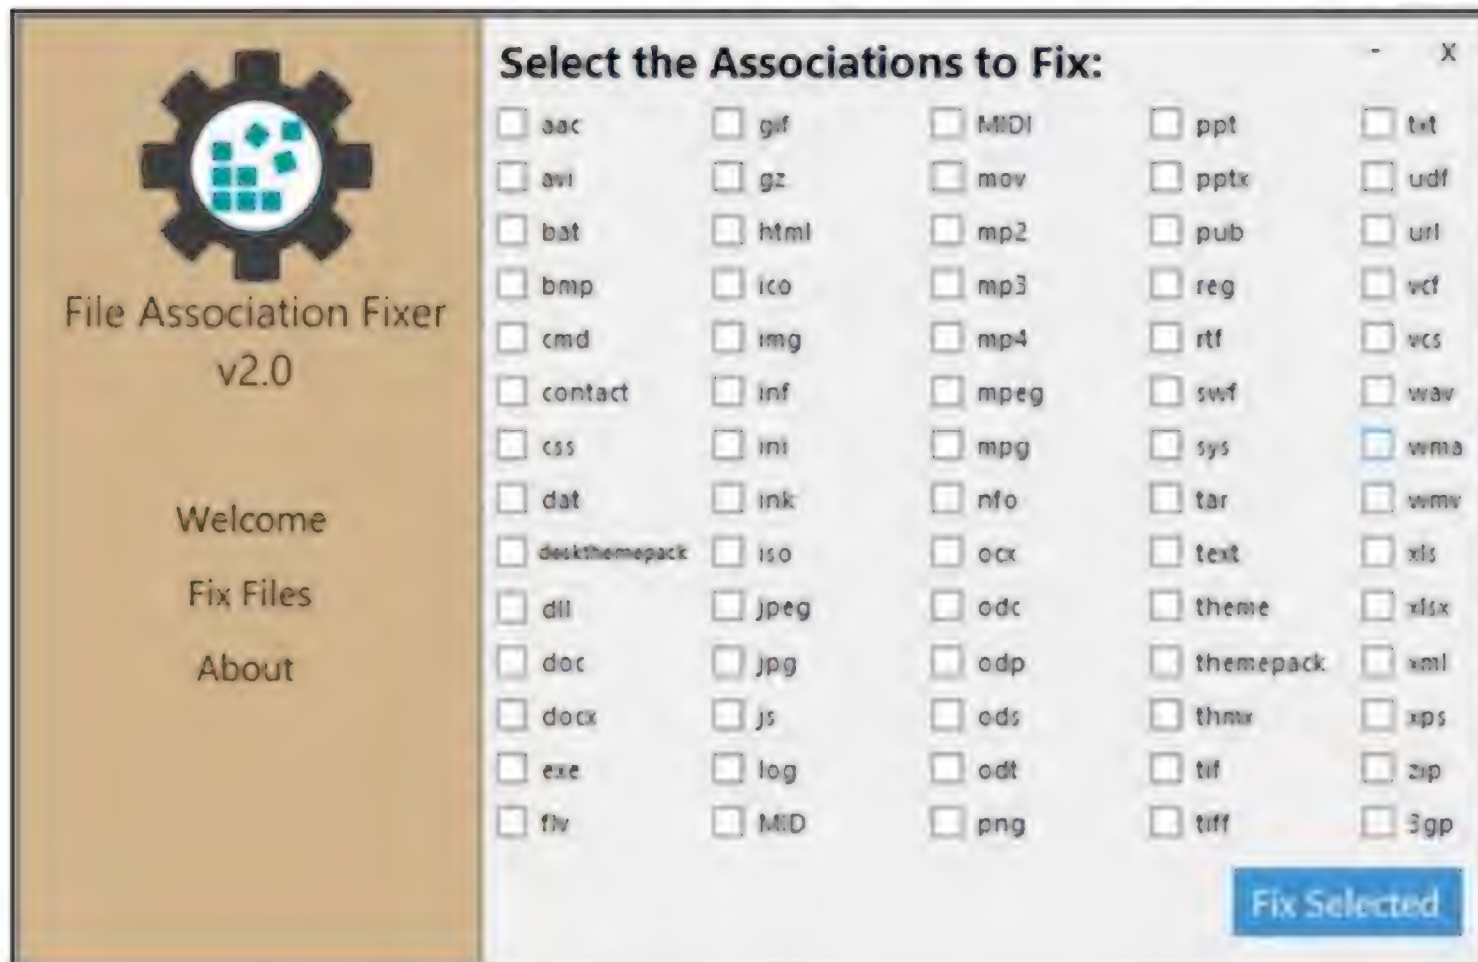 Select the Associations to Fix:
- X
File Association Fixer
v2.0
Welcome
Fix Files
About
aac gif MIDI ppt txt
avi gz mov pptx udf
bat html mp2 pub url
bmp ico mp3 reg vcf
cmd img mp4 rtf vcs
contact inf mpeg swf wav
css ini mpg sys wma
dat ink nfo tar wmv
deskthemepack iso ocx text xls
dll jpeg odc theme xlsx
doc jpg odp themepack xml
docx js ods thmx xps
exe log odt tif zip
flv MID png tiff 3gp
Fix Selected